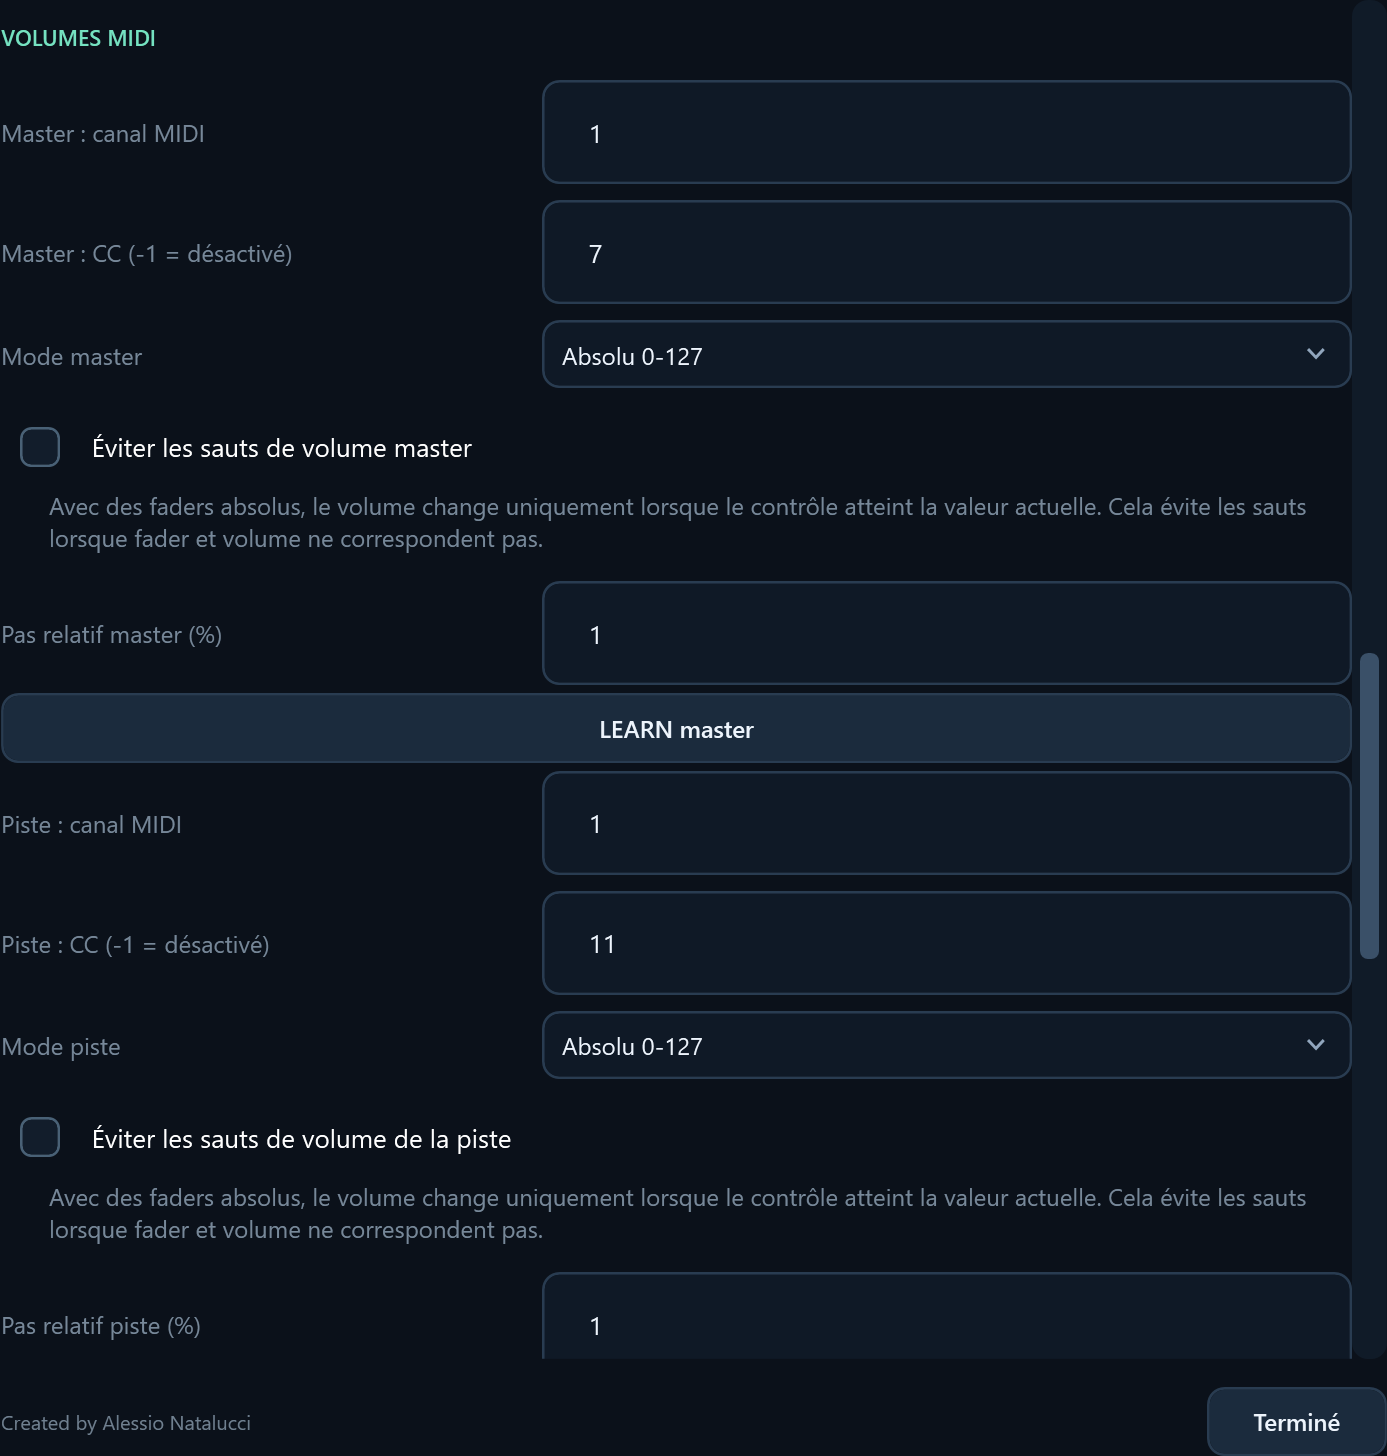 VOLUMES MIDI
Master : canal MIDI
1
Master : CC (-1 = désactivé)
7
Mode master
Absolu 0-127
Éviter les sauts de volume master
Avec des faders absolus, le volume change uniquement lorsque le contrôle atteint la valeur actuelle. Cela évite les sauts
lorsque fader et volume ne correspondent pas.
Pas relatif master (%)
1
LEARN master
Piste : canal MIDI
1
Piste : CC (-1 = désactivé)
11
Mode piste
Absolu 0-127
Éviter les sauts de volume de la piste
Avec des faders absolus, le volume change uniquement lorsque le contrôle atteint la valeur actuelle. Cela évite les sauts
lorsque fader et volume ne correspondent pas.
Pas relatif piste (%)
1
Created by Alessio Natalucci
Terminé